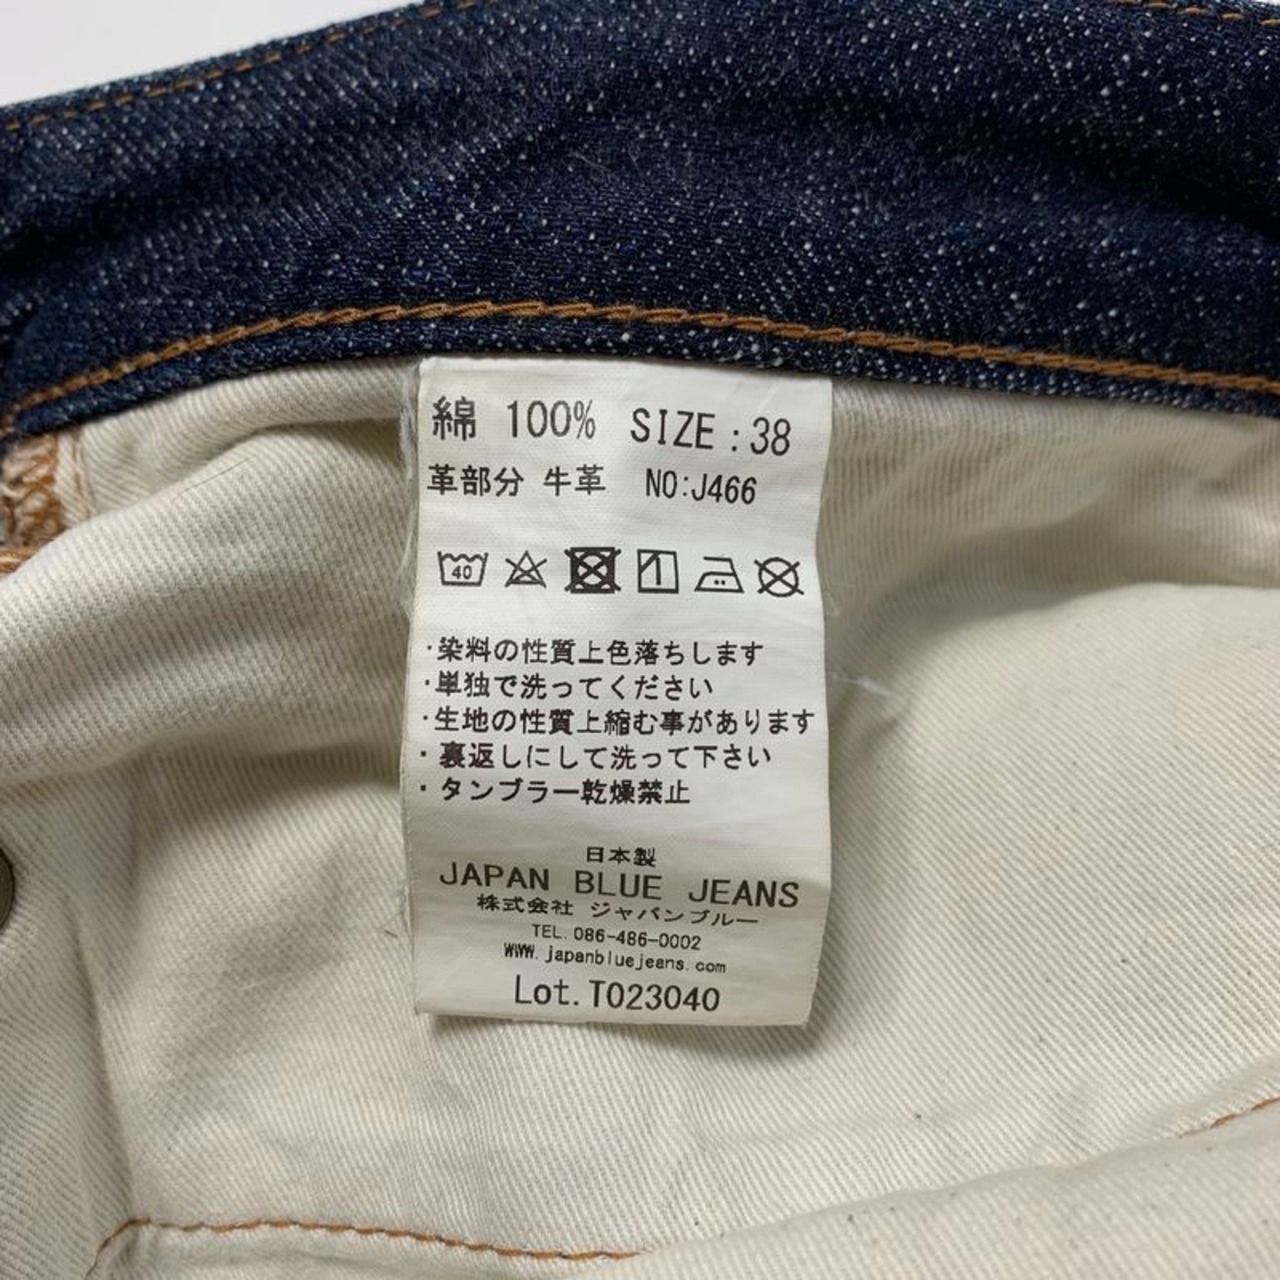 綿 100% SIZE:38
革部分 牛革 NO:J466
40
・染料の性質上色落ちします
・単独で洗ってください
・生地の性質上縮む事があります
・裏返しにして洗って下さい
・タンブラー乾燥禁止
日本製
JAPAN BLUE JEANS
株式会社 ジャパンブルー
TEL.086-486-0002
www.japanbluejeans.com
Lot.T023040